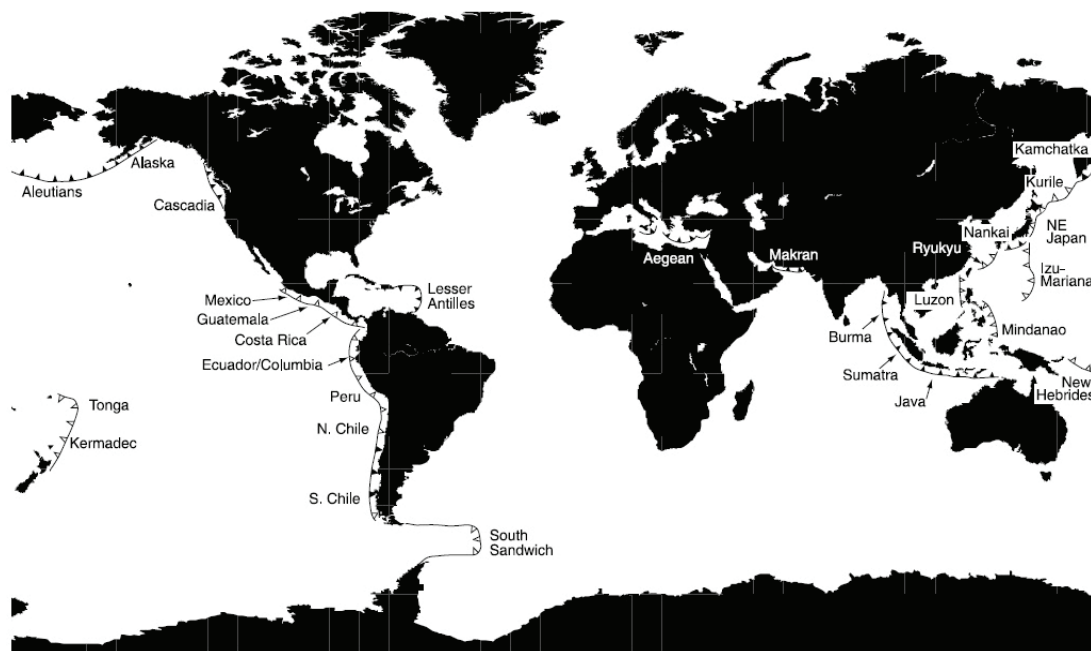 Kamchatka
Alaska
Aleutians
Kurile
Cascadia
Nankai
NE
Japan
Aegean
Makran
Ryukyu
Izu-
Mariana
Lesser
Antilles
Mexico
Guatemala
Luzon
Costa Rica
Burma
Mindanao
Ecuador/Columbia
Sumatra
New
Hebrides
Java
Peru
Tonga
N. Chile
Kermadec
S. Chile
South
Sandwich